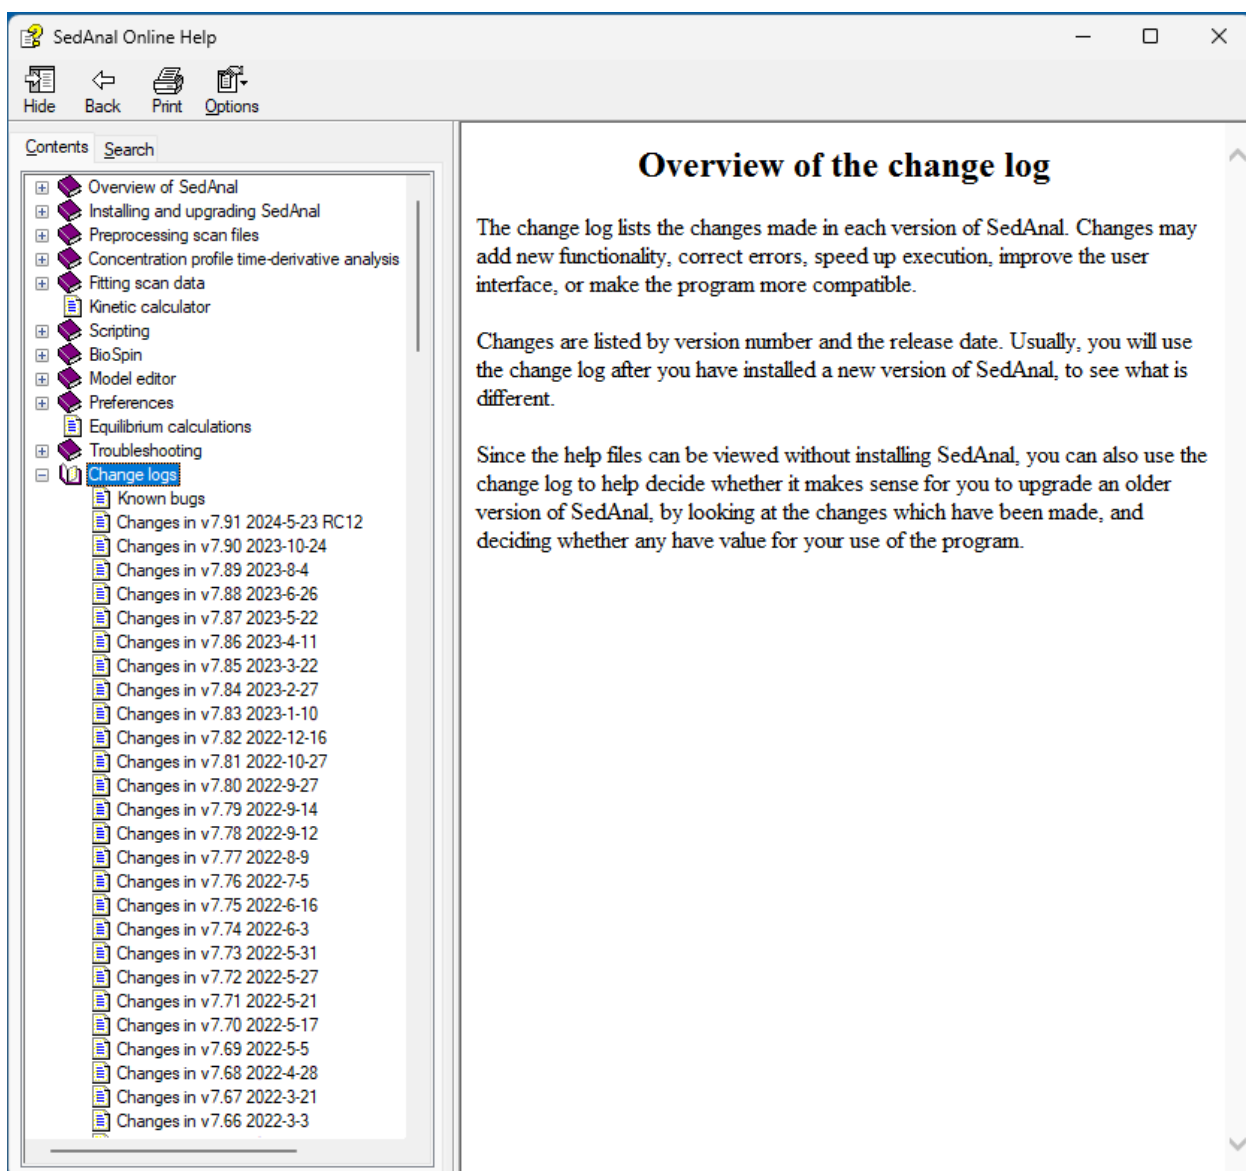 SedAnal Online Help
Hide Back Print Options
Contents Search
Overview of SedAnal
Installing and upgrading SedAnal
Preprocessing scan files
Concentration profile time-derivative analysis
Fitting scan data
Kinetic calculator
Scripting
BioSpin
Model editor
Preferences
Equilibrium calculations
Troubleshooting
Change logs
Known bugs
Changes in v7.91 2024-5-23 RC12
Changes in v7.90 2023-10-24
Changes in v7.89 2023-8-4
Changes in v7.88 2023-6-26
Changes in v7.87 2023-5-22
Changes in v7.86 2023-4-11
Changes in v7.85 2023-3-22
Changes in v7.84 2023-2-27
Changes in v7.83 2023-1-10
Changes in v7.82 2022-12-16
Changes in v7.81 2022-10-27
Changes in v7.80 2022-9-27
Changes in v7.79 2022-9-14
Changes in v7.78 2022-9-12
Changes in v7.77 2022-8-9
Changes in v7.76 2022-7-5
Changes in v7.75 2022-6-16
Changes in v7.74 2022-6-3
Changes in v7.73 2022-5-31
Changes in v7.72 2022-5-27
Changes in v7.71 2022-5-21
Changes in v7.70 2022-5-17
Changes in v7.69 2022-5-5
Changes in v7.68 2022-4-28
Changes in v7.67 2022-3-21
Changes in v7.66 2022-3-3
Overview of the change log
The change log lists the changes made in each version of SedAnal. Changes may
add new functionality, correct errors, speed up execution, improve the user
interface, or make the program more compatible.
Changes are listed by version number and the release date. Usually, you will use
the change log after you have installed a new version of SedAnal, to see what is
different.
Since the help files can be viewed without installing SedAnal, you can also use the
change log to help decide whether it makes sense for you to upgrade an older
version of SedAnal, by looking at the changes which have been made, and
deciding whether any have value for your use of the program.